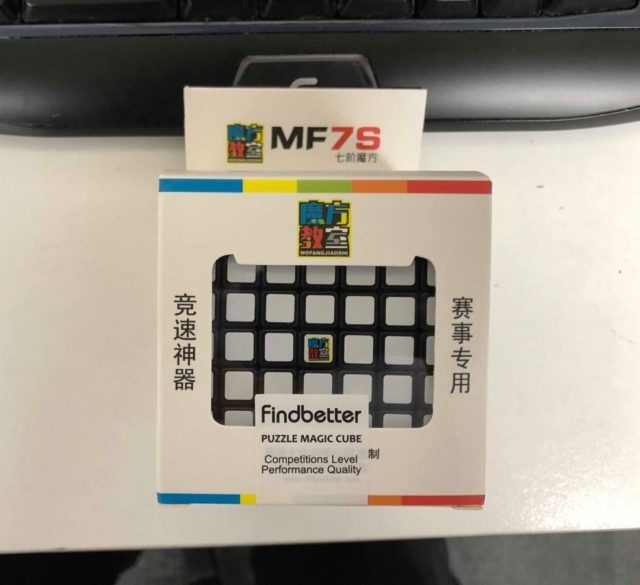 魔方
教室
MF7S
七阶魔方
魔方
教室
MOFANGJIAOSHI
竞速神器
赛事专用
魔方
教室
findbetter
PUZZLE MAGIC CUBE
Competitions Level
Performance Quality
制